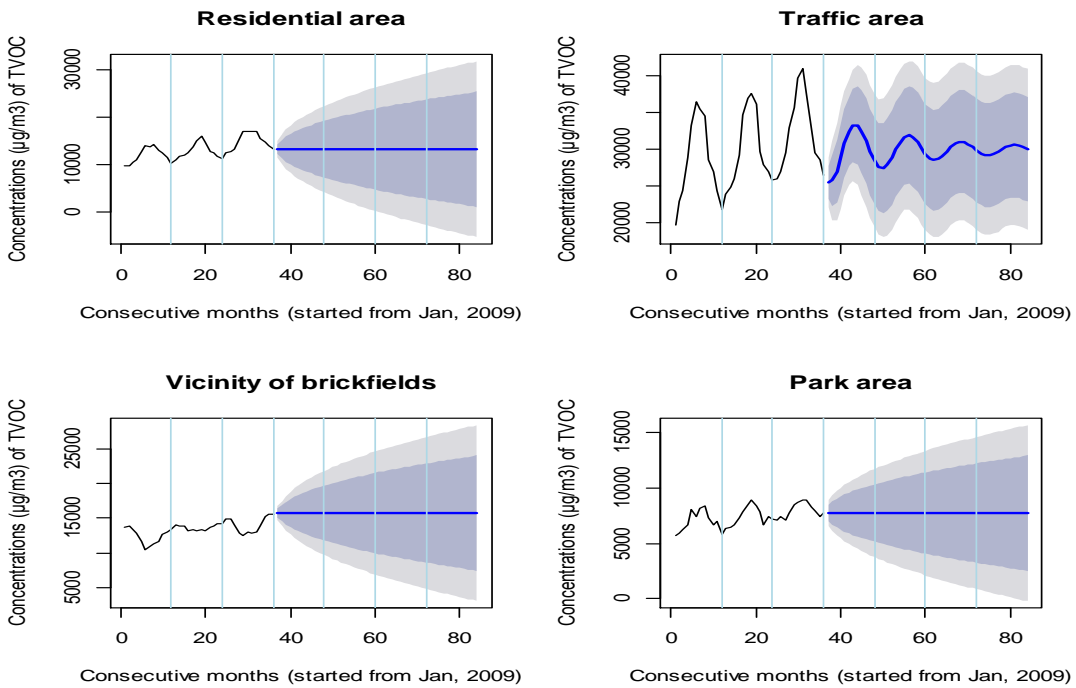 Residential area
Concentrations (µg/m3) of TVOC
30000
10000
0
0 20 40 60 80
Consecutive months (started from Jan, 2009)
Traffic area
Concentrations (µg/m3) of TVOC
40000
30000
20000
0 20 40 60 80
Consecutive months (started from Jan, 2009)
Vicinity of brickfields
Concentrations (µg/m3) of TVOC
25000
15000
5000
0 20 40 60 80
Consecutive months (started from Jan, 2009)
Park area
Concentrations (µg/m3) of TVOC
15000
10000
5000
0
0 20 40 60 80
Consecutive months (started from Jan, 2009)